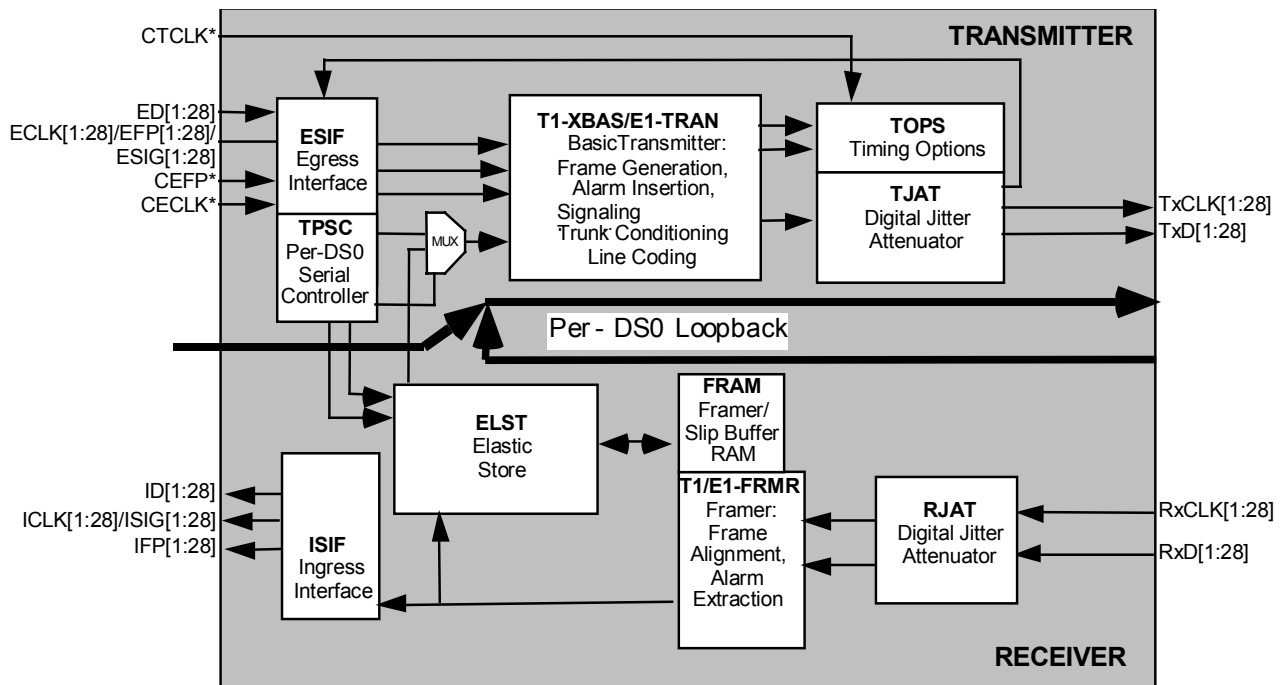 CTCLK*
TRANSMITTER
ED[1:28]
ECLK[1:28]/EFP[1:28]/
ESIG[1:28]
CEFP*
CECLK*
ESIF
Egress
Interface
TPSC
Per-DS0
Serial
Controller
MUX
T1-XBAS/E1-TRAN
BasicTransmitter:
Frame Generation,
Alarm Insertion,
Signaling
Trunk Conditioning
Line Coding
TOPS
Timing Options
TJAT
Digital Jitter
Attenuator
TxCLK[1:28]
TxD[1:28]
Per - DS0 Loopback
ELST
Elastic
Store
FRAM
Framer/
Slip Buffer
RAM
T1/E1-FRMR
Framer:
Frame
Alignment,
Alarm
Extraction
RJAT
Digital Jitter
Attenuator
RxCLK[1:28]
RxD[1:28]
ID[1:28]
ICLK[1:28]/ISIG[1:28]
IFP[1:28]
ISIF
Ingress
Interface
RECEIVER